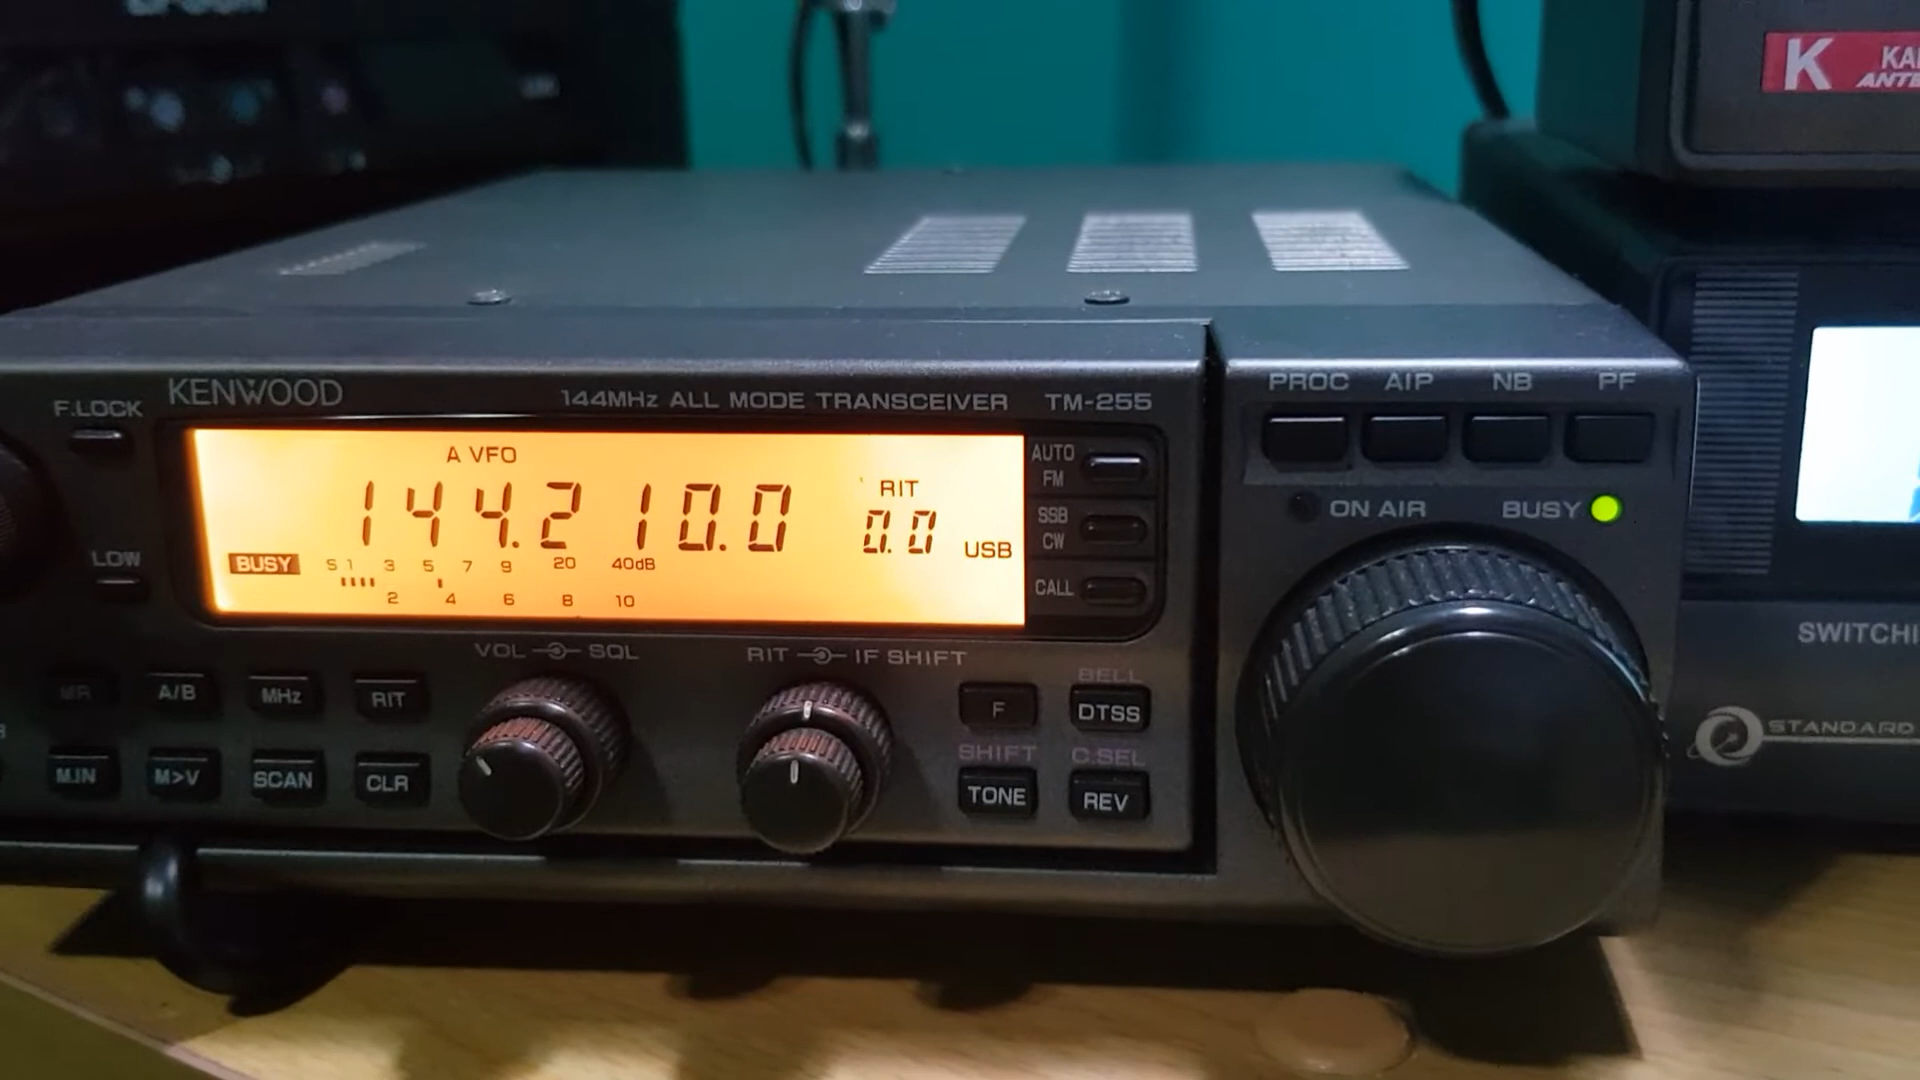 K KA
ANTE
KENWOOD
144MHz ALL MODE TRANSCEIVER TM-255
PROC AIP NB PF
F.LOCK
A VFO
144.210.0
RIT
0.0
USB
BUSY
S 1 3 5 7 9 20 40dB
2 4 6 8 10
AUTO
FM
SSB
CW
CALL
ON AIR BUSY
LOW
VOL SQL
RIT IF SHIFT
MR A/B MHz RIT
F
BELL
DTSS
M.IN M>V SCAN CLR
SHIFT
TONE
C.SEL
REV
SWITCHI
STANDARD